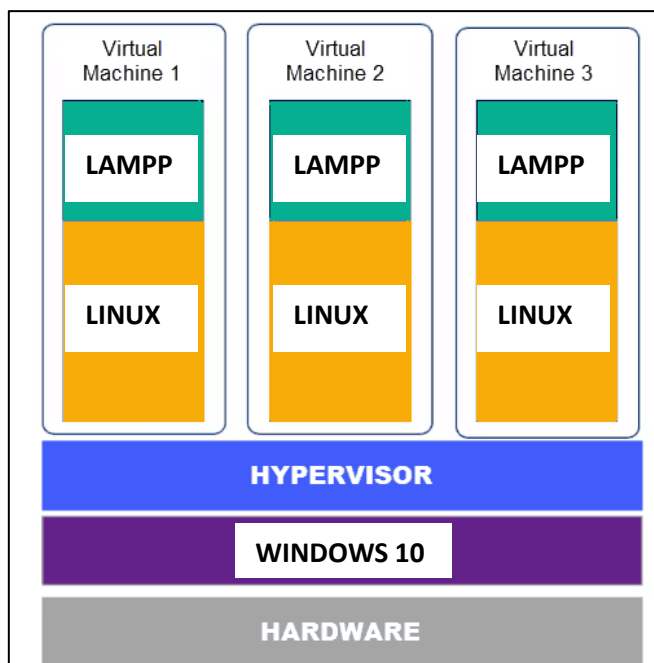 Virtual
Machine 1
Virtual
Machine 2
Virtual
Machine 3
LAMPP
LAMPP
LAMPP
LINUX
LINUX
LINUX
HYPERVISOR
WINDOWS 10
HARDWARE